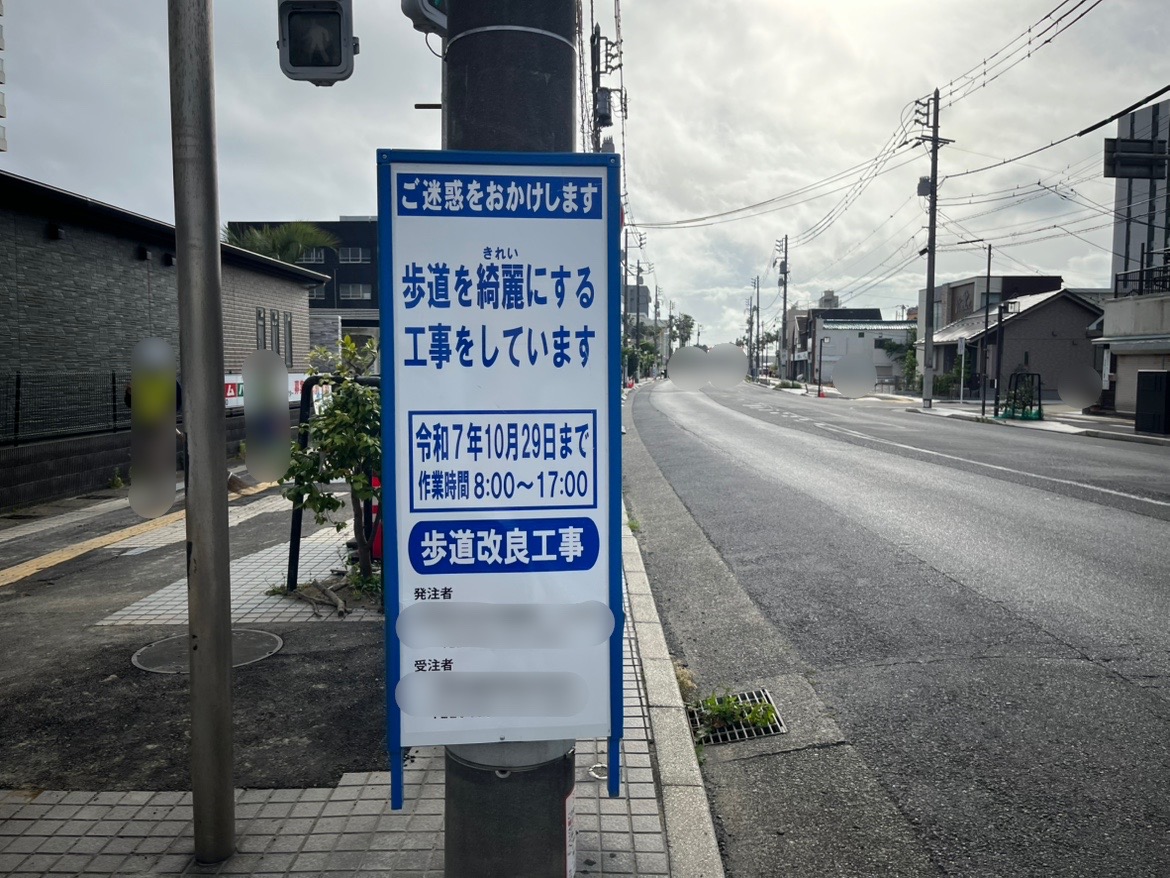 ご迷惑をおかけします
きれい
歩道を綺麗にする
工事をしています
令和7年10月29日まで
作業時間 8:00～17:00
歩道改良工事
発注者
受注者